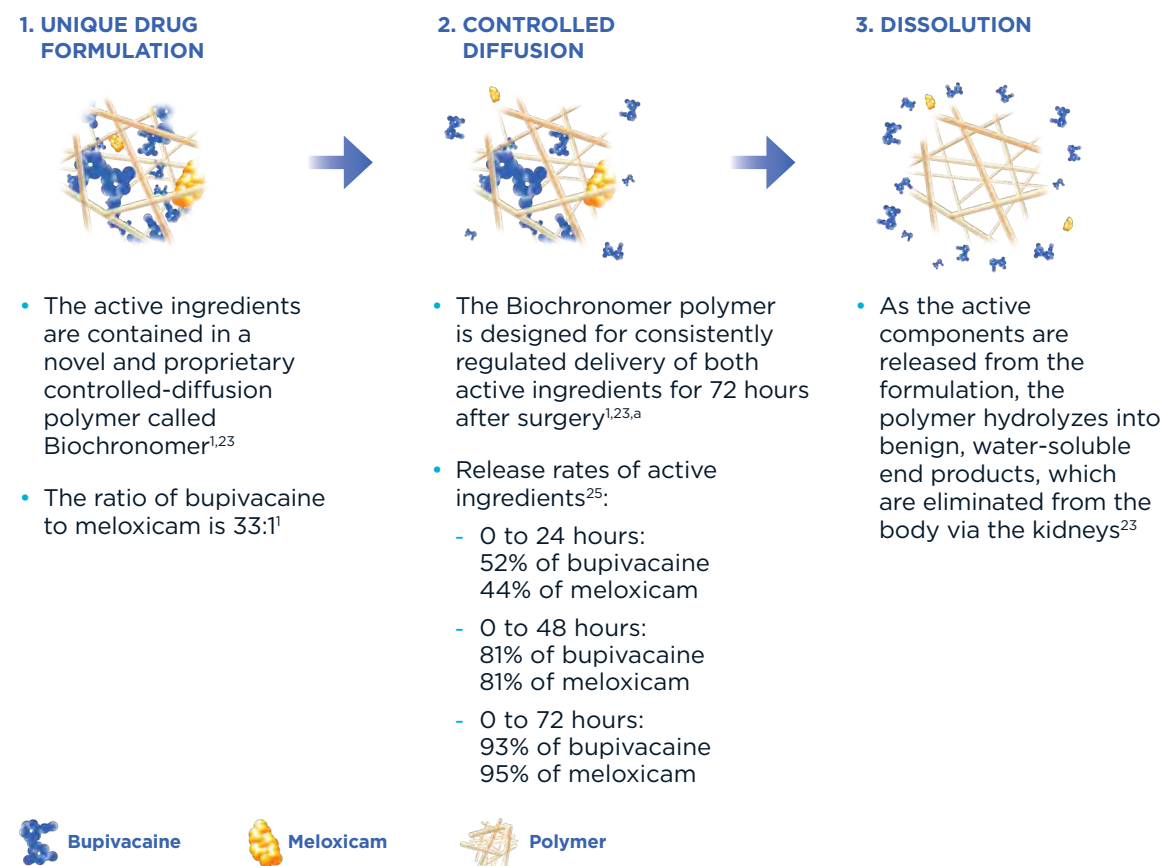 1. UNIQUE DRUG
FORMULATION
• The active ingredients
are contained in a
novel and proprietary
controlled-diffusion
polymer called
Biochronomer1,23
• The ratio of bupivacaine
to meloxicam is 33:11
2. CONTROLLED
DIFFUSION
• The Biochronomer polymer
is designed for consistently
regulated delivery of both
active ingredients for 72 hours
after surgery1,23,a
• Release rates of active
ingredients25:
- 0 to 24 hours:
52% of bupivacaine
44% of meloxicam
- 0 to 48 hours:
81% of bupivacaine
81% of meloxicam
- 0 to 72 hours:
93% of bupivacaine
95% of meloxicam
3. DISSOLUTION
• As the active
components are
released from the
formulation, the
polymer hydrolyzes into
benign, water-soluble
end products, which
are eliminated from the
body via the kidneys23
Bupivacaine
Meloxicam
Polymer